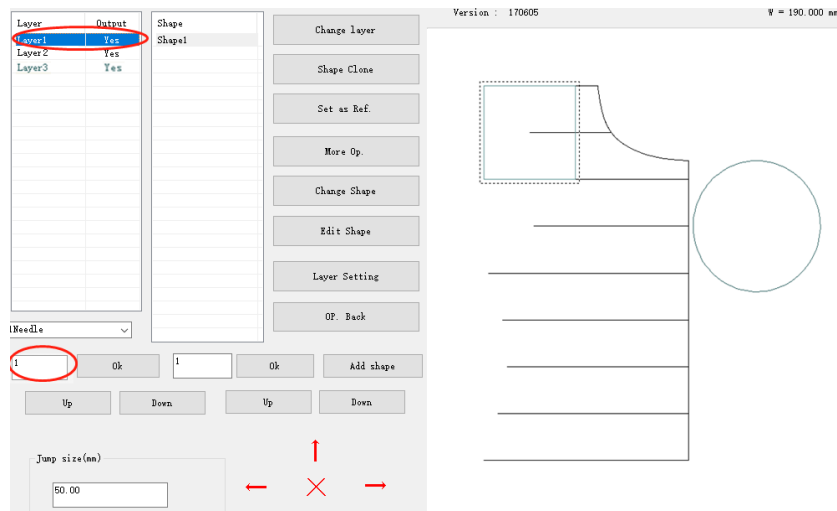 Version : 170605
W = 190.000 mm
Layer Output
Shape
Layer1 Yes
Shape1
Layer2 Yes
Layer3 Yes
Change layer
Shape Clone
Set as Ref.
More Op.
Change Shape
Edit Shape
Layer Setting
OP. Back
1Needle
1
Ok
1
Ok
Add shape
Up
Down
Up
Down
Jump size(mm)
50.00